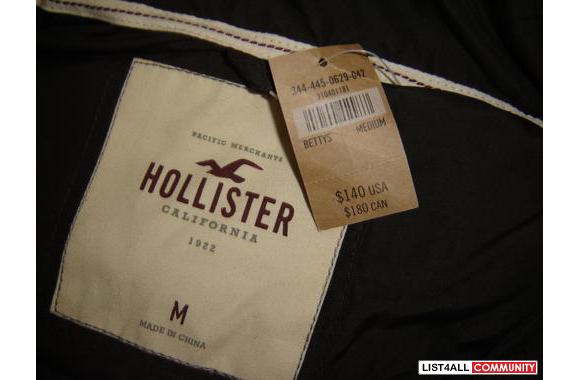 PACIFIC MERCHANTS
HOLLISTER
CALIFORNIA
1922
M
MADE IN CHINA
344-445-0629-042
110401181
BETTYS MEDIUM
$140 USA
$180 CAN
LIST4ALL COMMUNITY